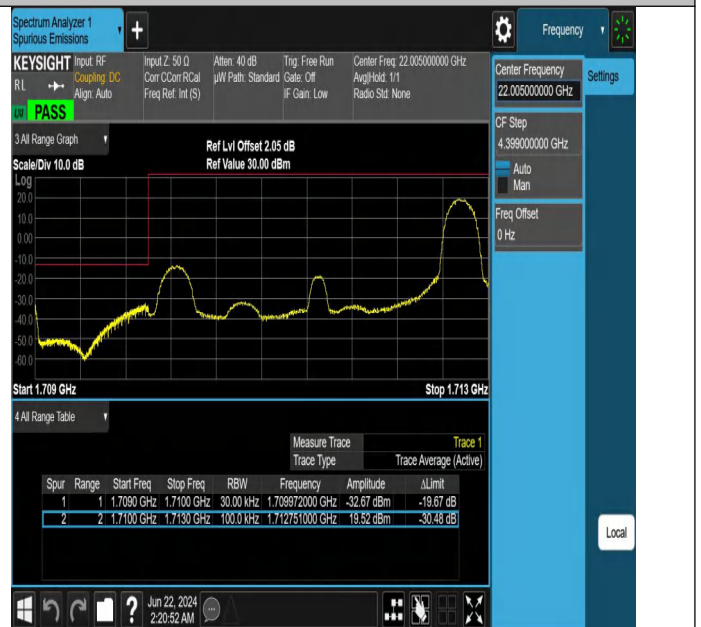 Spectrum Analyzer 1
Spurious Emissions
+
Frequency
KEYSIGHT Input: RF Input Z: 50 Ω Atten: 40 dB Trig: Free Run Center Freq: 22.005000000 GHz
RL Coupling: DC Corr CCorr RCal µW Path: Standard Gate: Off Avg|Hold: 1/1
Align: Auto Freq Ref: Int (S) IF Gain: Low Radio Std: None
PASS
Center Frequency
22.005000000 GHz
Settings
CF Step
4.399000000 GHz
Auto
Man
Freq Offset
0 Hz
3 All Range Graph
Ref Lvl Offset 2.05 dB
Scale/Div 10.0 dB Ref Value 30.00 dBm
Log
20.0
10.0
0.00
-10.0
-20.0
-30.0
-40.0
-50.0
-60.0
Start 1.709 GHz Stop 1.713 GHz
4 All Range Table
Measure Trace Trace 1
Trace Type Trace Average (Active)
Spur Range Start Freq Stop Freq RBW Frequency Amplitude ΔLimit
1 1 1.7090 GHz 1.7100 GHz 30.00 kHz 1.709972000 GHz -32.67 dBm -19.67 dB
2 2 1.7100 GHz 1.7130 GHz 100.0 kHz 1.712751000 GHz 19.52 dBm -30.48 dB
Local
? Jun 22, 2024
2:20:52 AM